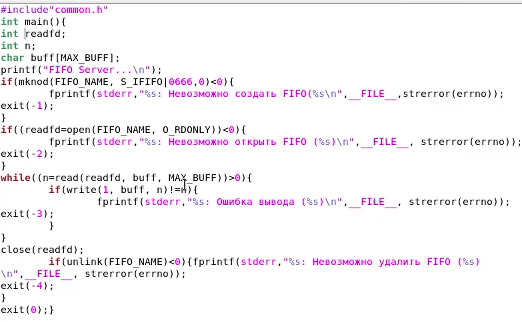 #include"common.h"
int main(){
int readfd;
int n;
char buff[MAX_BUFF];
printf("FIFO Server...\n");
if(mknod(FIFO_NAME, S_IFIFO|0666,0)<0){
        fprintf(stderr,"%s: Невозможно создать FIFO(%s\n",__FILE__,strerror(errno));
exit(-1);
}
if((readfd=open(FIFO_NAME, O_RDONLY))<0){
        fprintf(stderr,"%s: Невозможно открыть FIFO (%s)\n",__FILE__, strerror(errno));
exit(-2);
}
while((n=read(readfd, buff, MAX_BUFF))>0){
        if(write(1, buff, n)!=n){
                fprintf(stderr,"%s: Ошибка вывода (%s)\n",__FILE__, strerror(errno));
exit(-3);
        }
}
close(readfd);
        if(unlink(FIFO_NAME)<0){fprintf(stderr,"%s: Невозможно удалить FIFO (%s)
\n",__FILE__, strerror(errno));
exit(-4);
}
exit(0);}